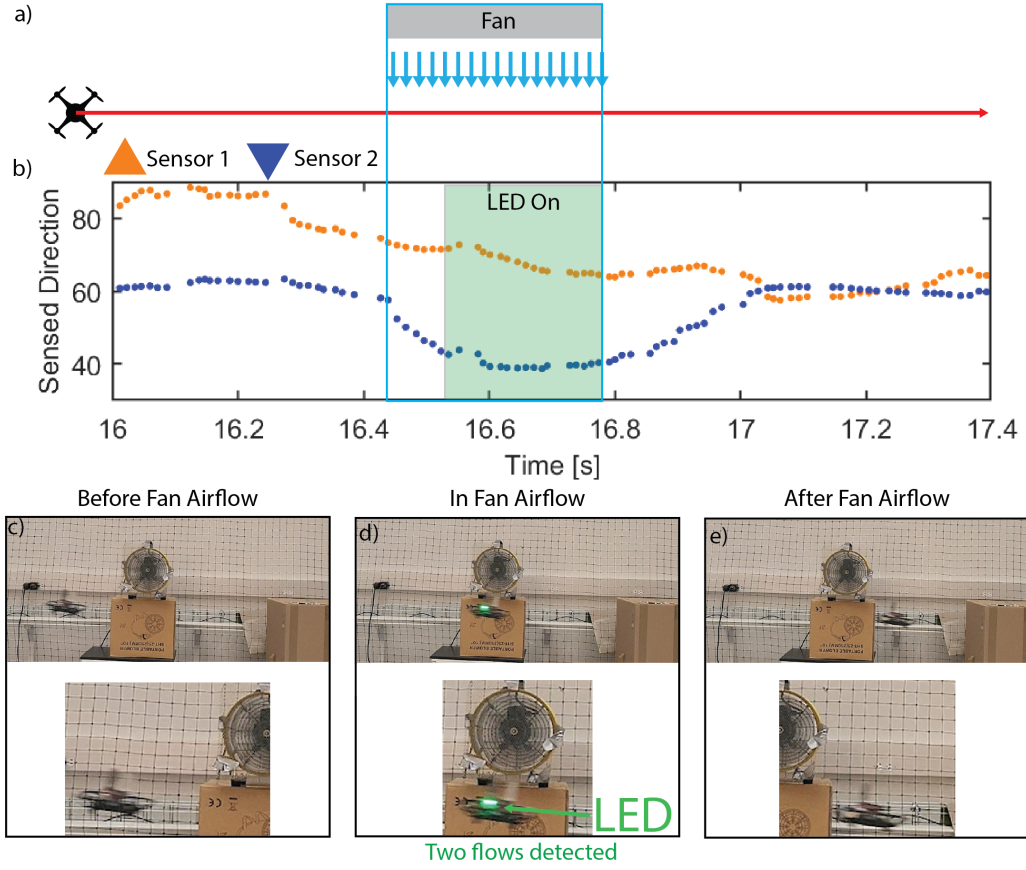 a)
Fan
Sensor 1
Sensor 2
b)
LED On
Sensed Direction
80
60
40
16
16.2
16.4
16.6
16.8
17
17.2
17.4
Time [s]
Before Fan Airflow
In Fan Airflow
After Fan Airflow
c)
d)
e)
CE
CE
LED
Two flows detected